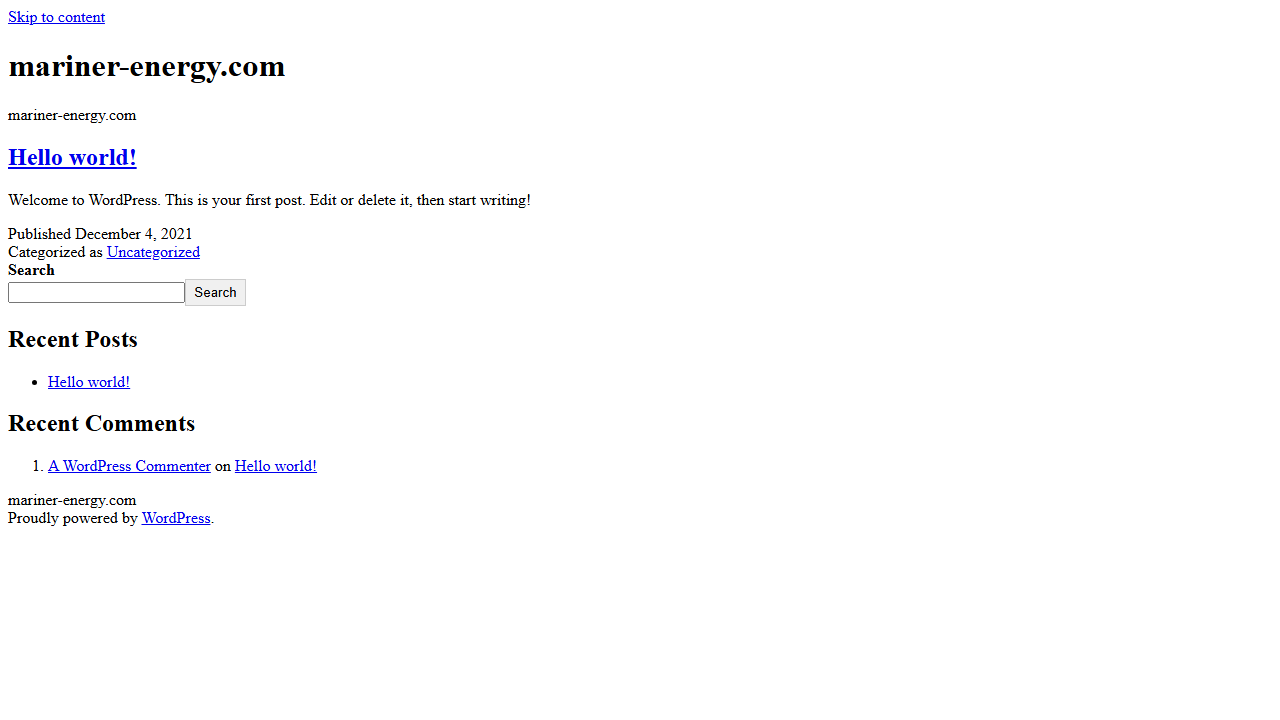 Skip to content
mariner-energy.com
mariner-energy.com
Hello world!
Welcome to WordPress. This is your first post. Edit or delete it, then start writing!
Published December 4, 2021
Categorized as Uncategorized
Search
Search
Recent Posts
Hello world!
Recent Comments
1. A WordPress Commenter on Hello world!
mariner-energy.com
Proudly powered by WordPress.